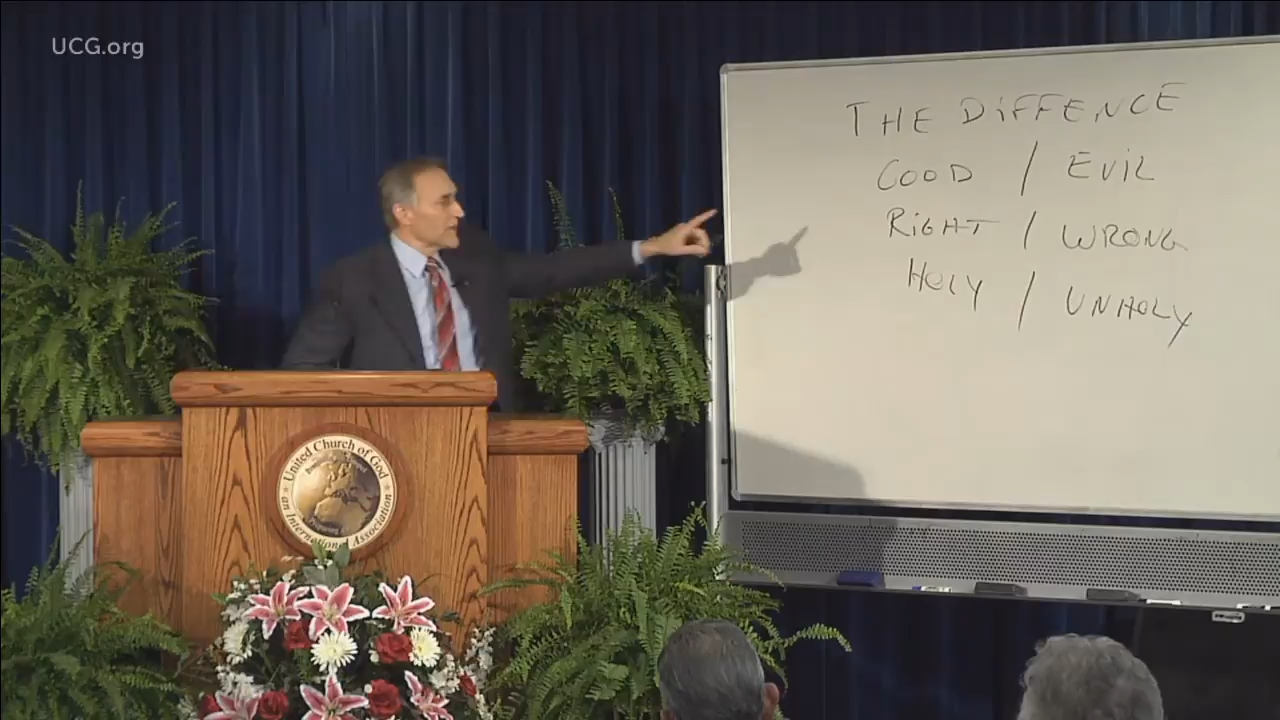 UCG.org
THE DIFFENCE
GOOD / EVIL
RIGHT / WRONG
HOLY / UNHOLY
United Church of God
an International Association